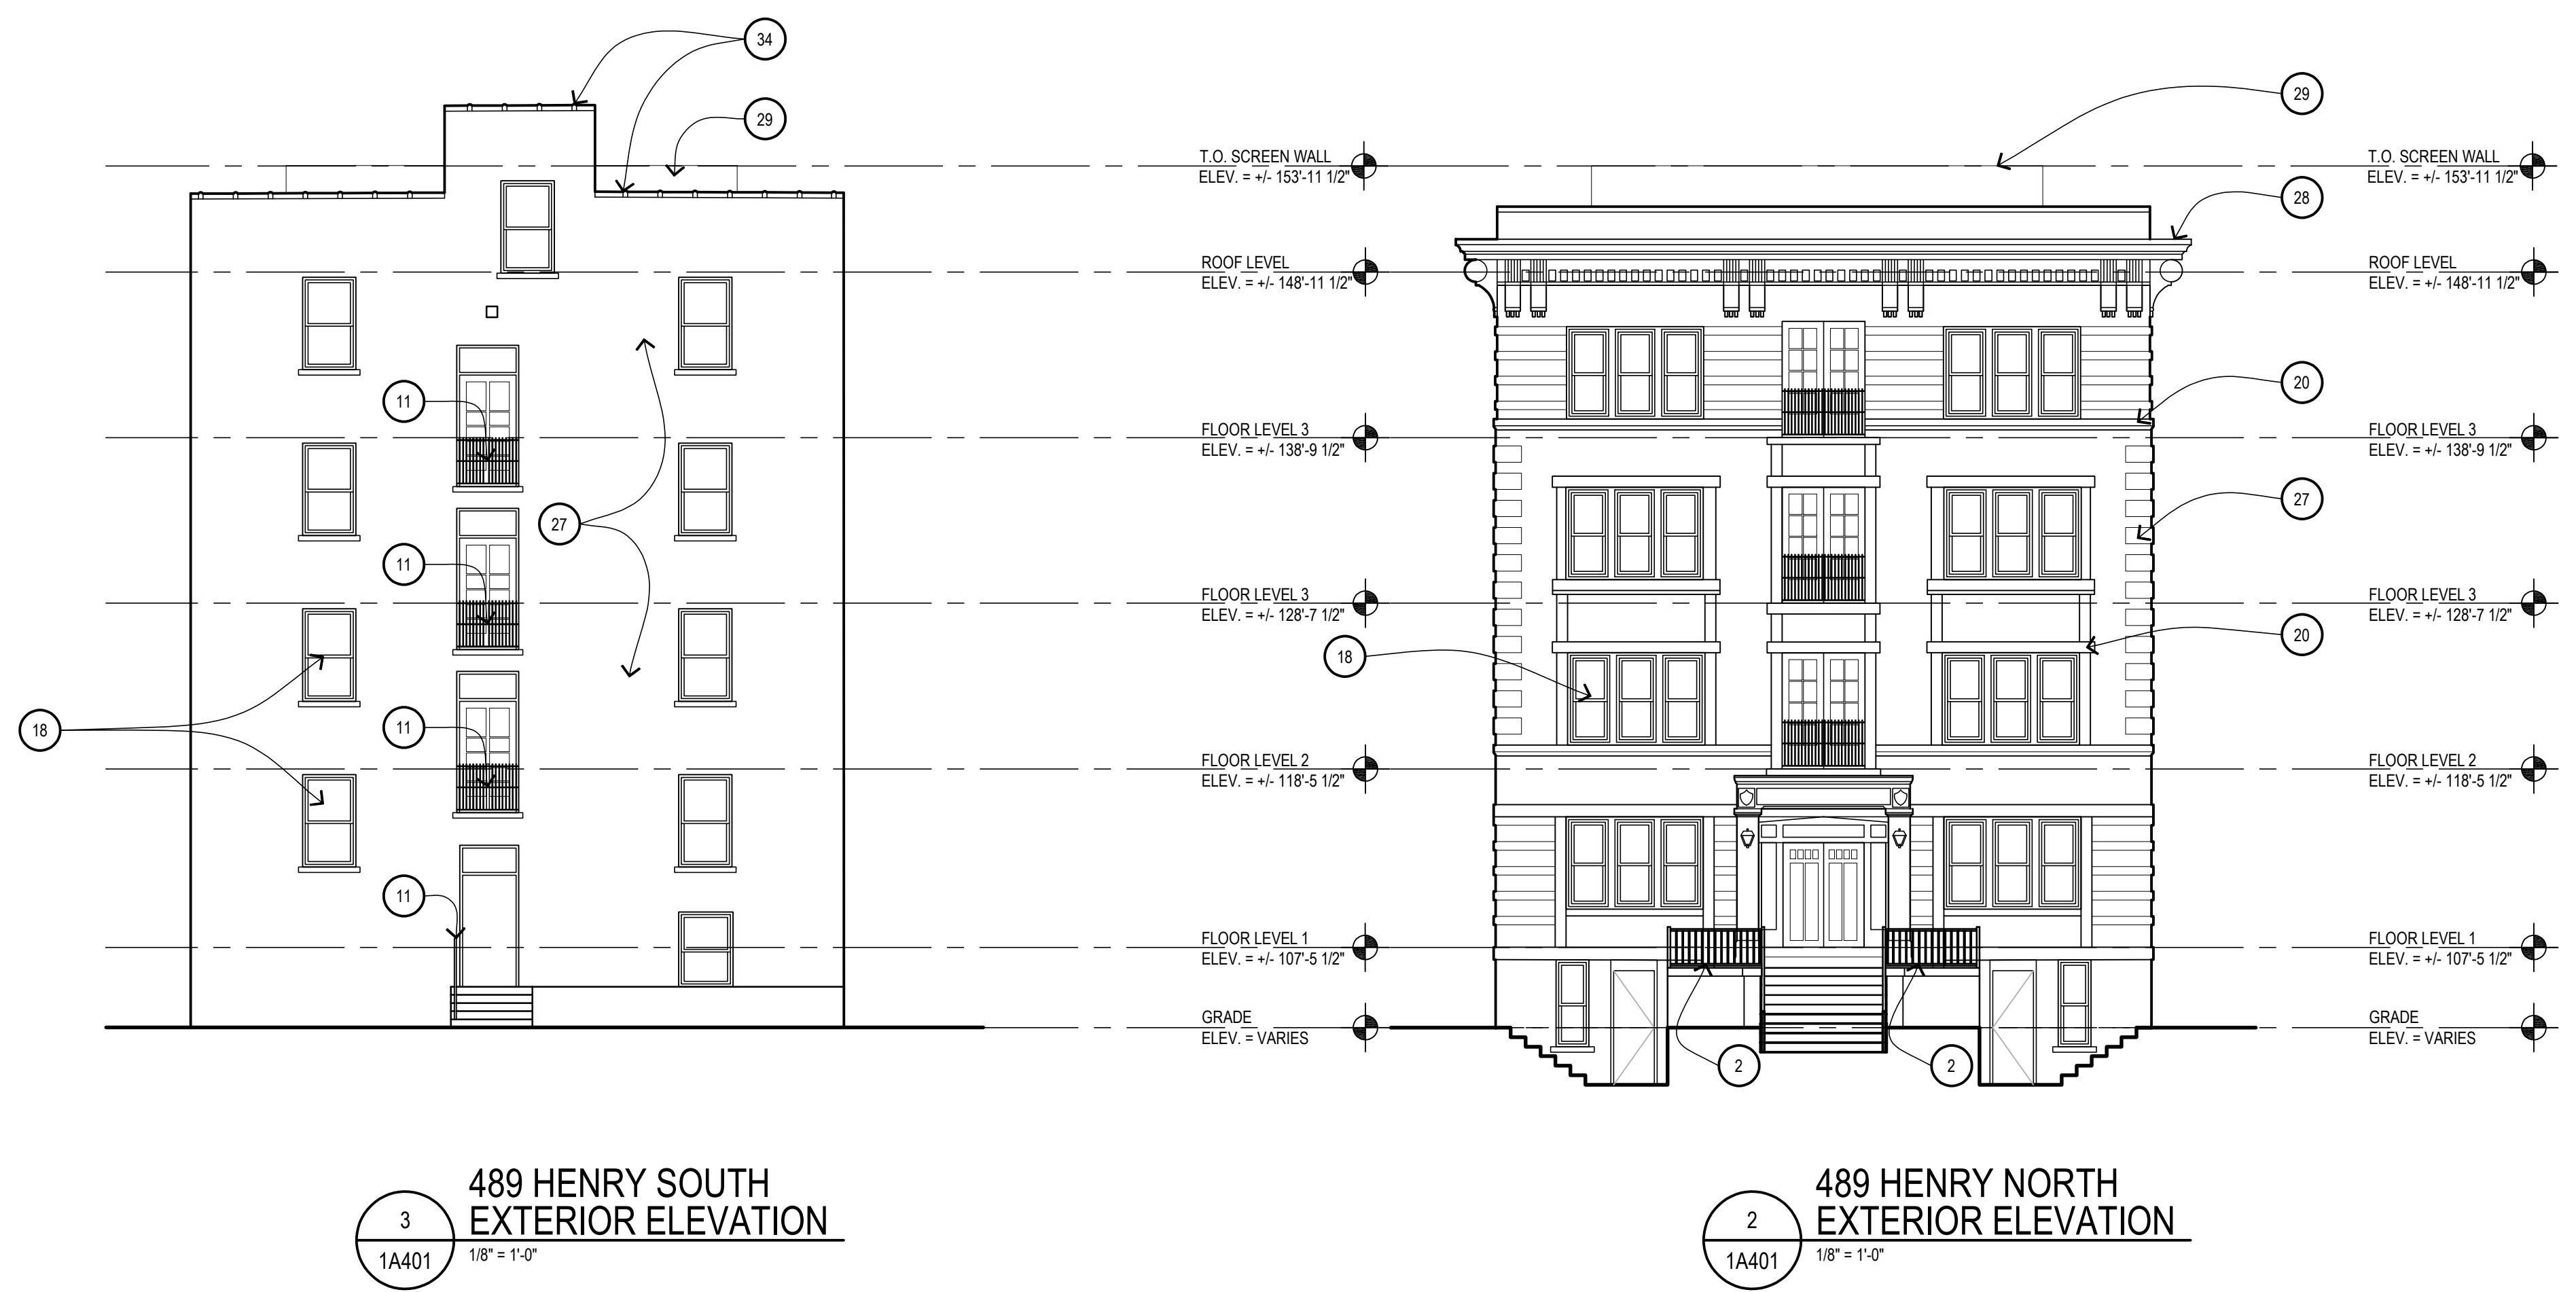 34
29
29
T.O. SCREEN WALL
ELEV. = +/- 153'-11 1/2"
T.O. SCREEN WALL
ELEV. = +/- 153'-11 1/2"
28
ROOF LEVEL
ELEV. = +/- 148'-11 1/2"
ROOF LEVEL
ELEV. = +/- 148'-11 1/2"
11
20
FLOOR LEVEL 3
ELEV. = +/- 138'-9 1/2"
FLOOR LEVEL 3
ELEV. = +/- 138'-9 1/2"
27
27
11
FLOOR LEVEL 3
ELEV. = +/- 128'-7 1/2"
FLOOR LEVEL 3
ELEV. = +/- 128'-7 1/2"
18
20
18
11
FLOOR LEVEL 2
ELEV. = +/- 118'-5 1/2"
FLOOR LEVEL 2
ELEV. = +/- 118'-5 1/2"
11
FLOOR LEVEL 1
ELEV. = +/- 107'-5 1/2"
FLOOR LEVEL 1
ELEV. = +/- 107'-5 1/2"
GRADE
ELEV. = VARIES
GRADE
ELEV. = VARIES
2
2
3
1A401
489 HENRY SOUTH
EXTERIOR ELEVATION
1/8" = 1'-0"
2
1A401
489 HENRY NORTH
EXTERIOR ELEVATION
1/8" = 1'-0"